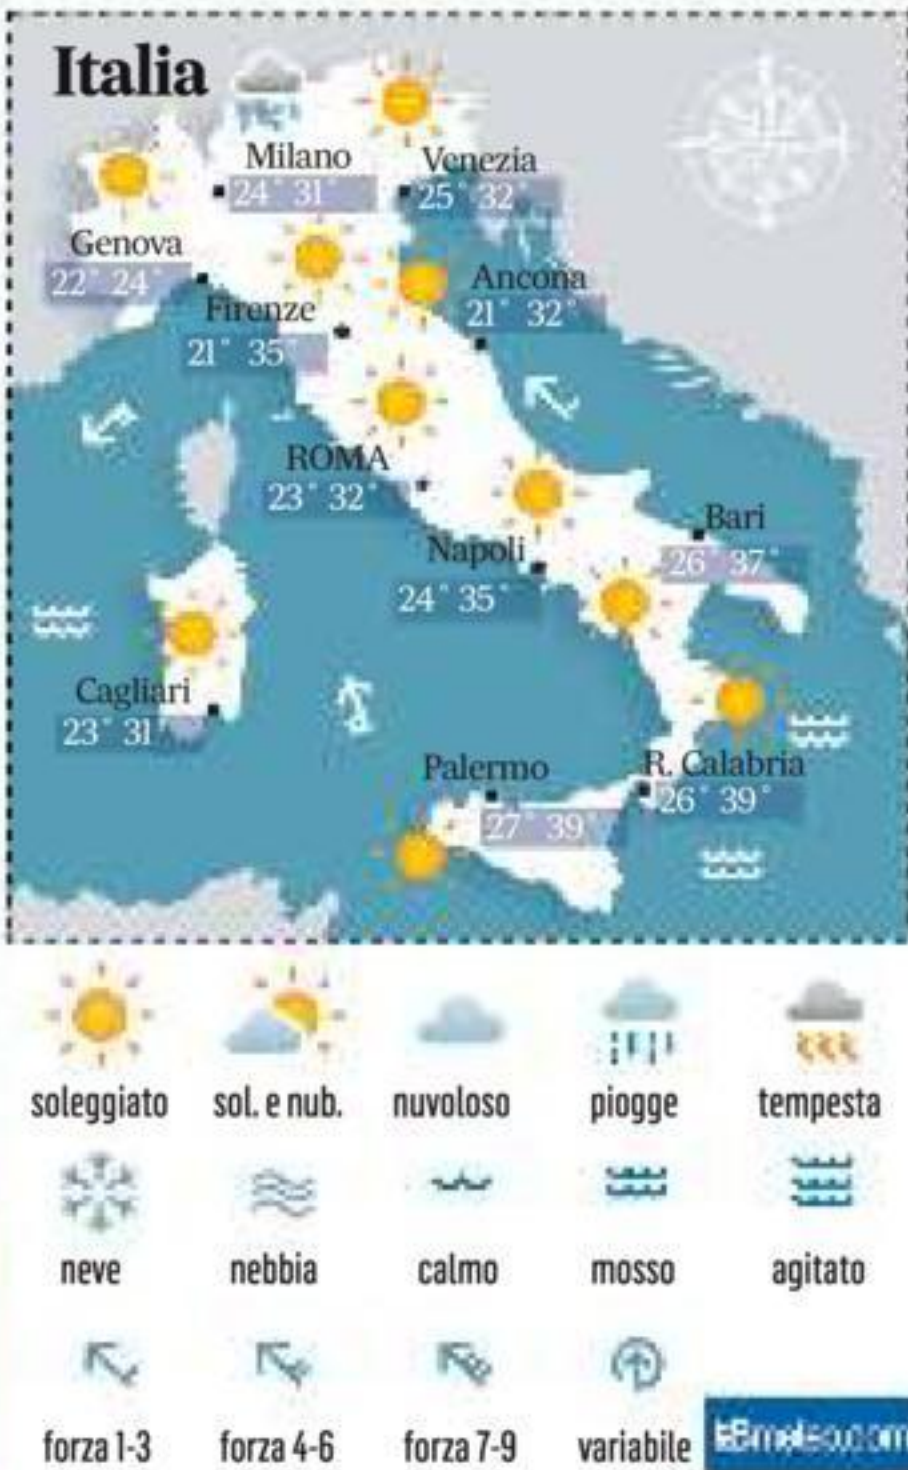 Italia
Milano
24° 31°
Venezia
25° 32°
Genova
22° 24°
Ancona
21° 32°
Firenze
21° 35°
ROMA
23° 32°
Bari
26° 37°
Napoli
24° 35°
Cagliari
23° 31°
Palermo
27° 39°
R. Calabria
26° 39°
soleggiato sol. e nub. nuvoloso piogge tempesta
neve nebbia calmo mosso agitato
forza 1-3 forza 4-6 forza 7-9 variabile